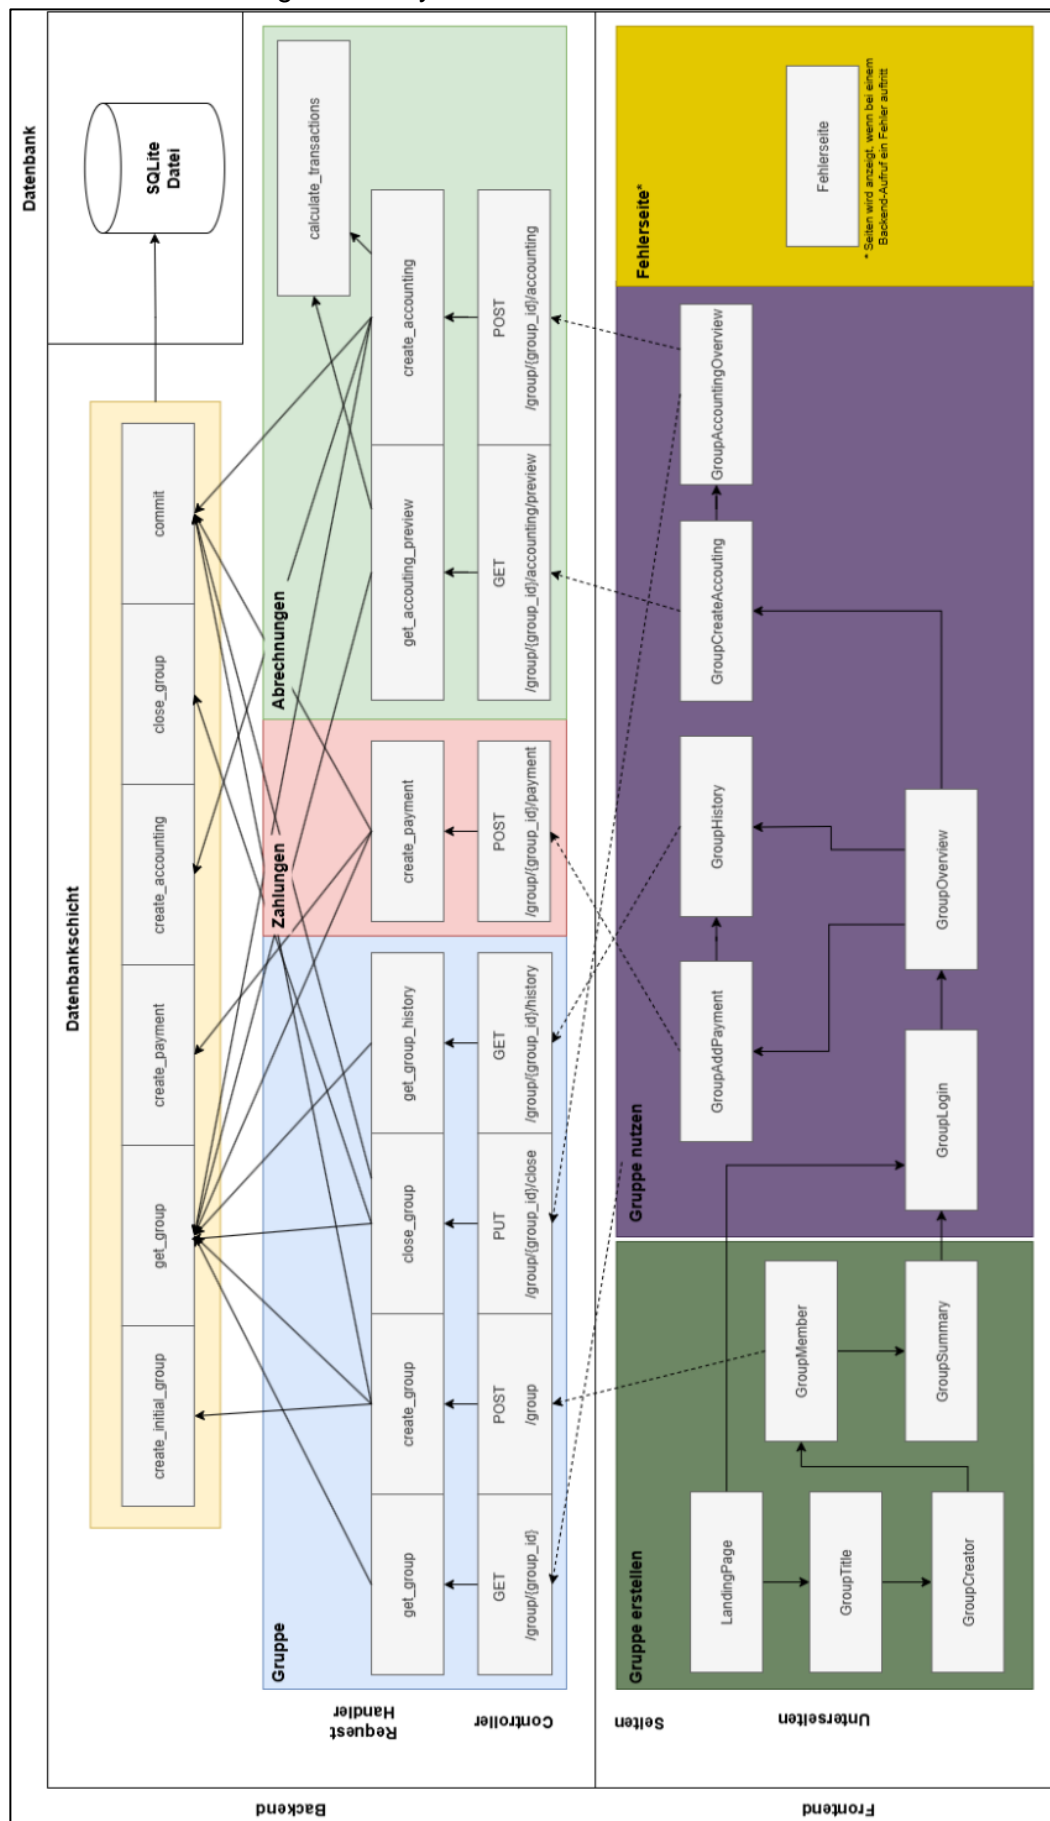 Datenbankschicht
Datenbank
create_initial_group
get_group
create_payment
create_accounting
close_group
commit
SQLite
Datei
Backend
Request
Handler
Controller
Gruppe
Zahlungen
Abrechnungen
calculate_transactions
get_group
create_group
close_group
get_group_history
create_payment
get_accouting_preview
create_accounting
GET
/group/{group_id}
POST
/group
PUT
/group/{group_id}/close
GET
/group/{group_id}/history
POST
/group/{group_id}/payment
GET
/group/{group_id}/accounting/preview
POST
/group/{group_id}/accounting
Frontend
Seiten
Unterseiten
Gruppe erstellen
Gruppe nutzen
Fehlerseite*
LandingPage
GroupTitle
GroupCreator
GroupMember
GroupSummary
GroupLogin
GroupOverview
GroupAddPayment
GroupHistory
GroupCreateAccouting
GroupAccountingOverview
Fehlerseite
* Seiten wird anzeigt, wenn bei einem
Backend-Aufruf ein Fehler auftritt